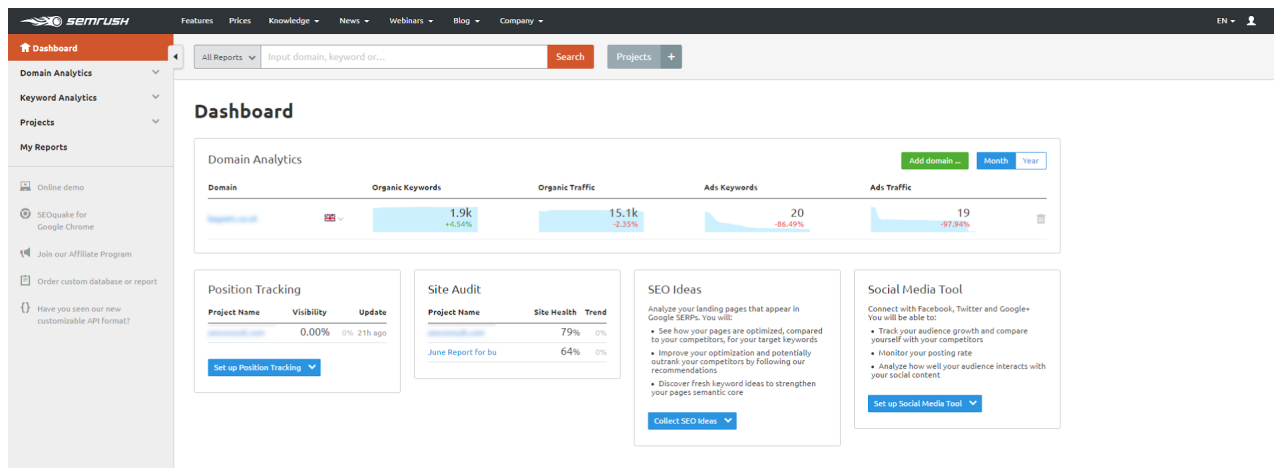 semrush
Features Prices Knowledge News Webinars Blog Company EN
Dashboard
Domain Analytics
Keyword Analytics
Projects
My Reports
Online demo
SEOquake for
Google Chrome
Join our Affiliate Program
Order custom database or report
Have you seen our new
customizable API format?
All Reports Input domain, keyword or... Search Projects +
Dashboard
Domain Analytics Add domain ... Month Year
Domain Organic Keywords Organic Traffic Ads Keywords Ads Traffic
1.9k 15.1k 20 19
+4.54% -2.35% -86.49% -97.94%
Position Tracking
Project Name Visibility Update
0.00% 0% 21h ago
Set up Position Tracking
Site Audit
Project Name Site Health Trend
79% 0%
June Report for bu 64% 0%
SEO Ideas
Analyze your landing pages that appear in
Google SERPs. You will:
• See how your pages are optimized, compared
to your competitors, for your target keywords
• Improve your optimization and potentially
outrank your competitors by following our
recommendations
• Discover fresh keyword ideas to strengthen
your pages semantic core
Collect SEO Ideas
Social Media Tool
Connect with Facebook, Twitter and Google+
You will be able to:
• Track your audience growth and compare
yourself with your competitors
• Monitor your posting rate
• Analyze how well your audience interacts with
your social content
Set up Social Media Tool